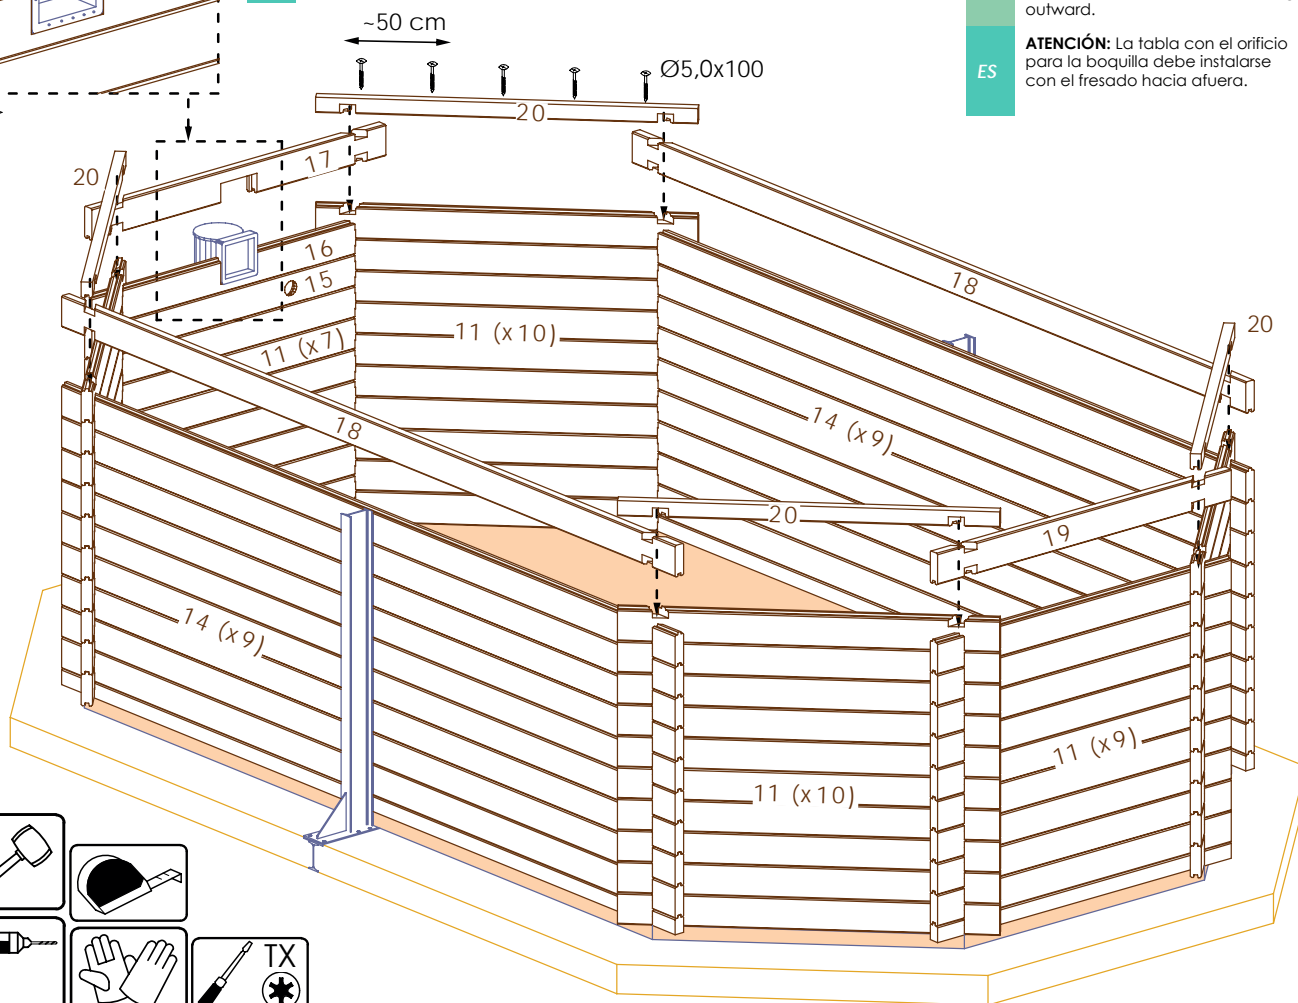 outward.
ES
ATENCIÓN: La tabla con el orificio
para la boquilla debe instalarse
con el fresado hacia afuera.
~50 cm
Ø5,0x100
20
17
20
16
15
18
11 (x7)
11 (x10)
20
14 (x9)
18
20
19
14 (x9)
11 (x9)
11 (x10)
TX